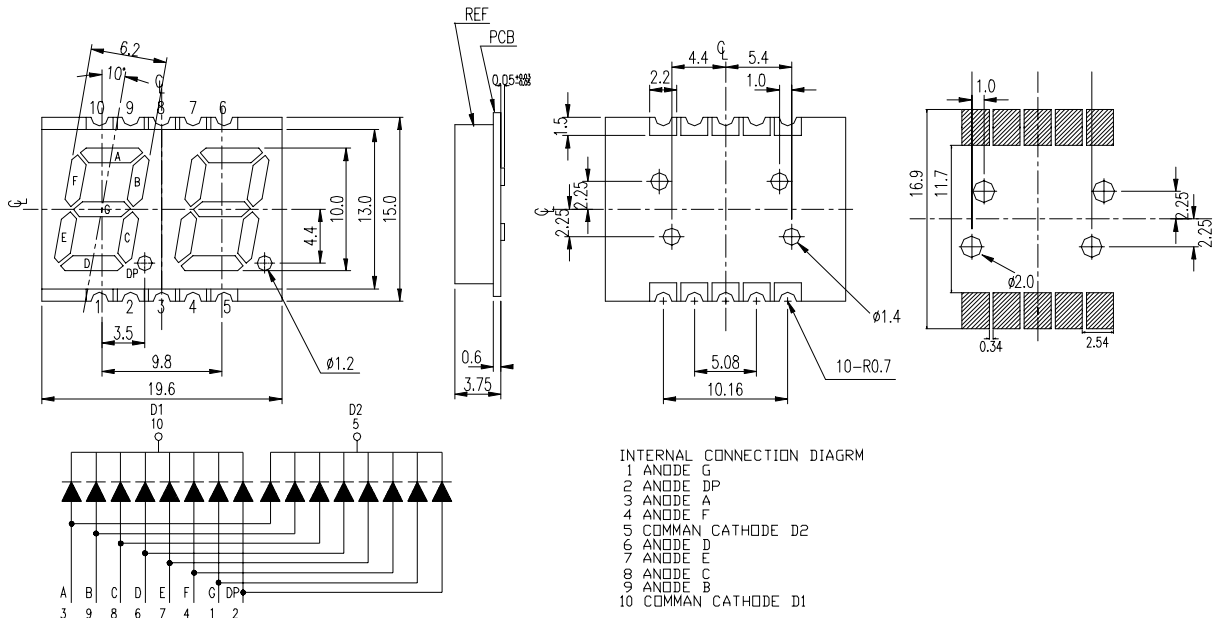 REF
PCB
6.2
10°
10 9 8 7 6
A
F B
G
E C
D
DP
1 2 3 4 5
3.5
9.8
19.6
ø1.2
4.4
10.0
13.0
15.0
0.6
3.75
℄
4.4 5.4
2.2
1.0
1.5
℄
2.25
2.25
ø1.4
5.08
10.16
10-R0.7
1.0
16.9
11.7
2.25
2.25
ø2.0
0.34
2.54
℄
℄
D1
10
D2
5
A B C D E F G DP
3 9 8 6 7 4 1 2
INTERNAL CONNECTION DIAGRM
1 ANODE G
2 ANODE DP
3 ANODE A
4 ANODE F
5 COMMAN CATHODE D2
6 ANODE D
7 ANODE E
8 ANODE C
9 ANODE B
10 COMMAN CATHODE D1